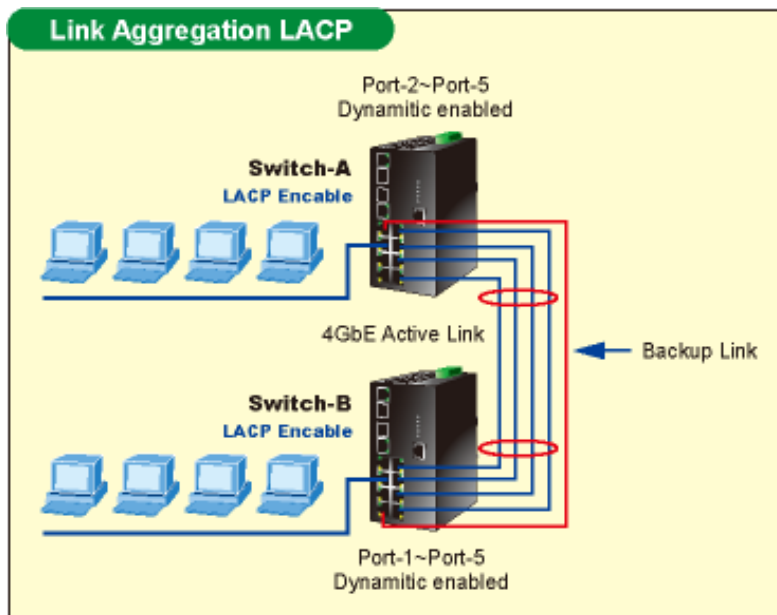 Link Aggregation LACP
Port-2~Port-5
Dynamitic enabled
Switch-A
LACP Encable
4GbE Active Link
Backup Link
Switch-B
LACP Encable
Port-1~Port-5
Dynamitic enabled